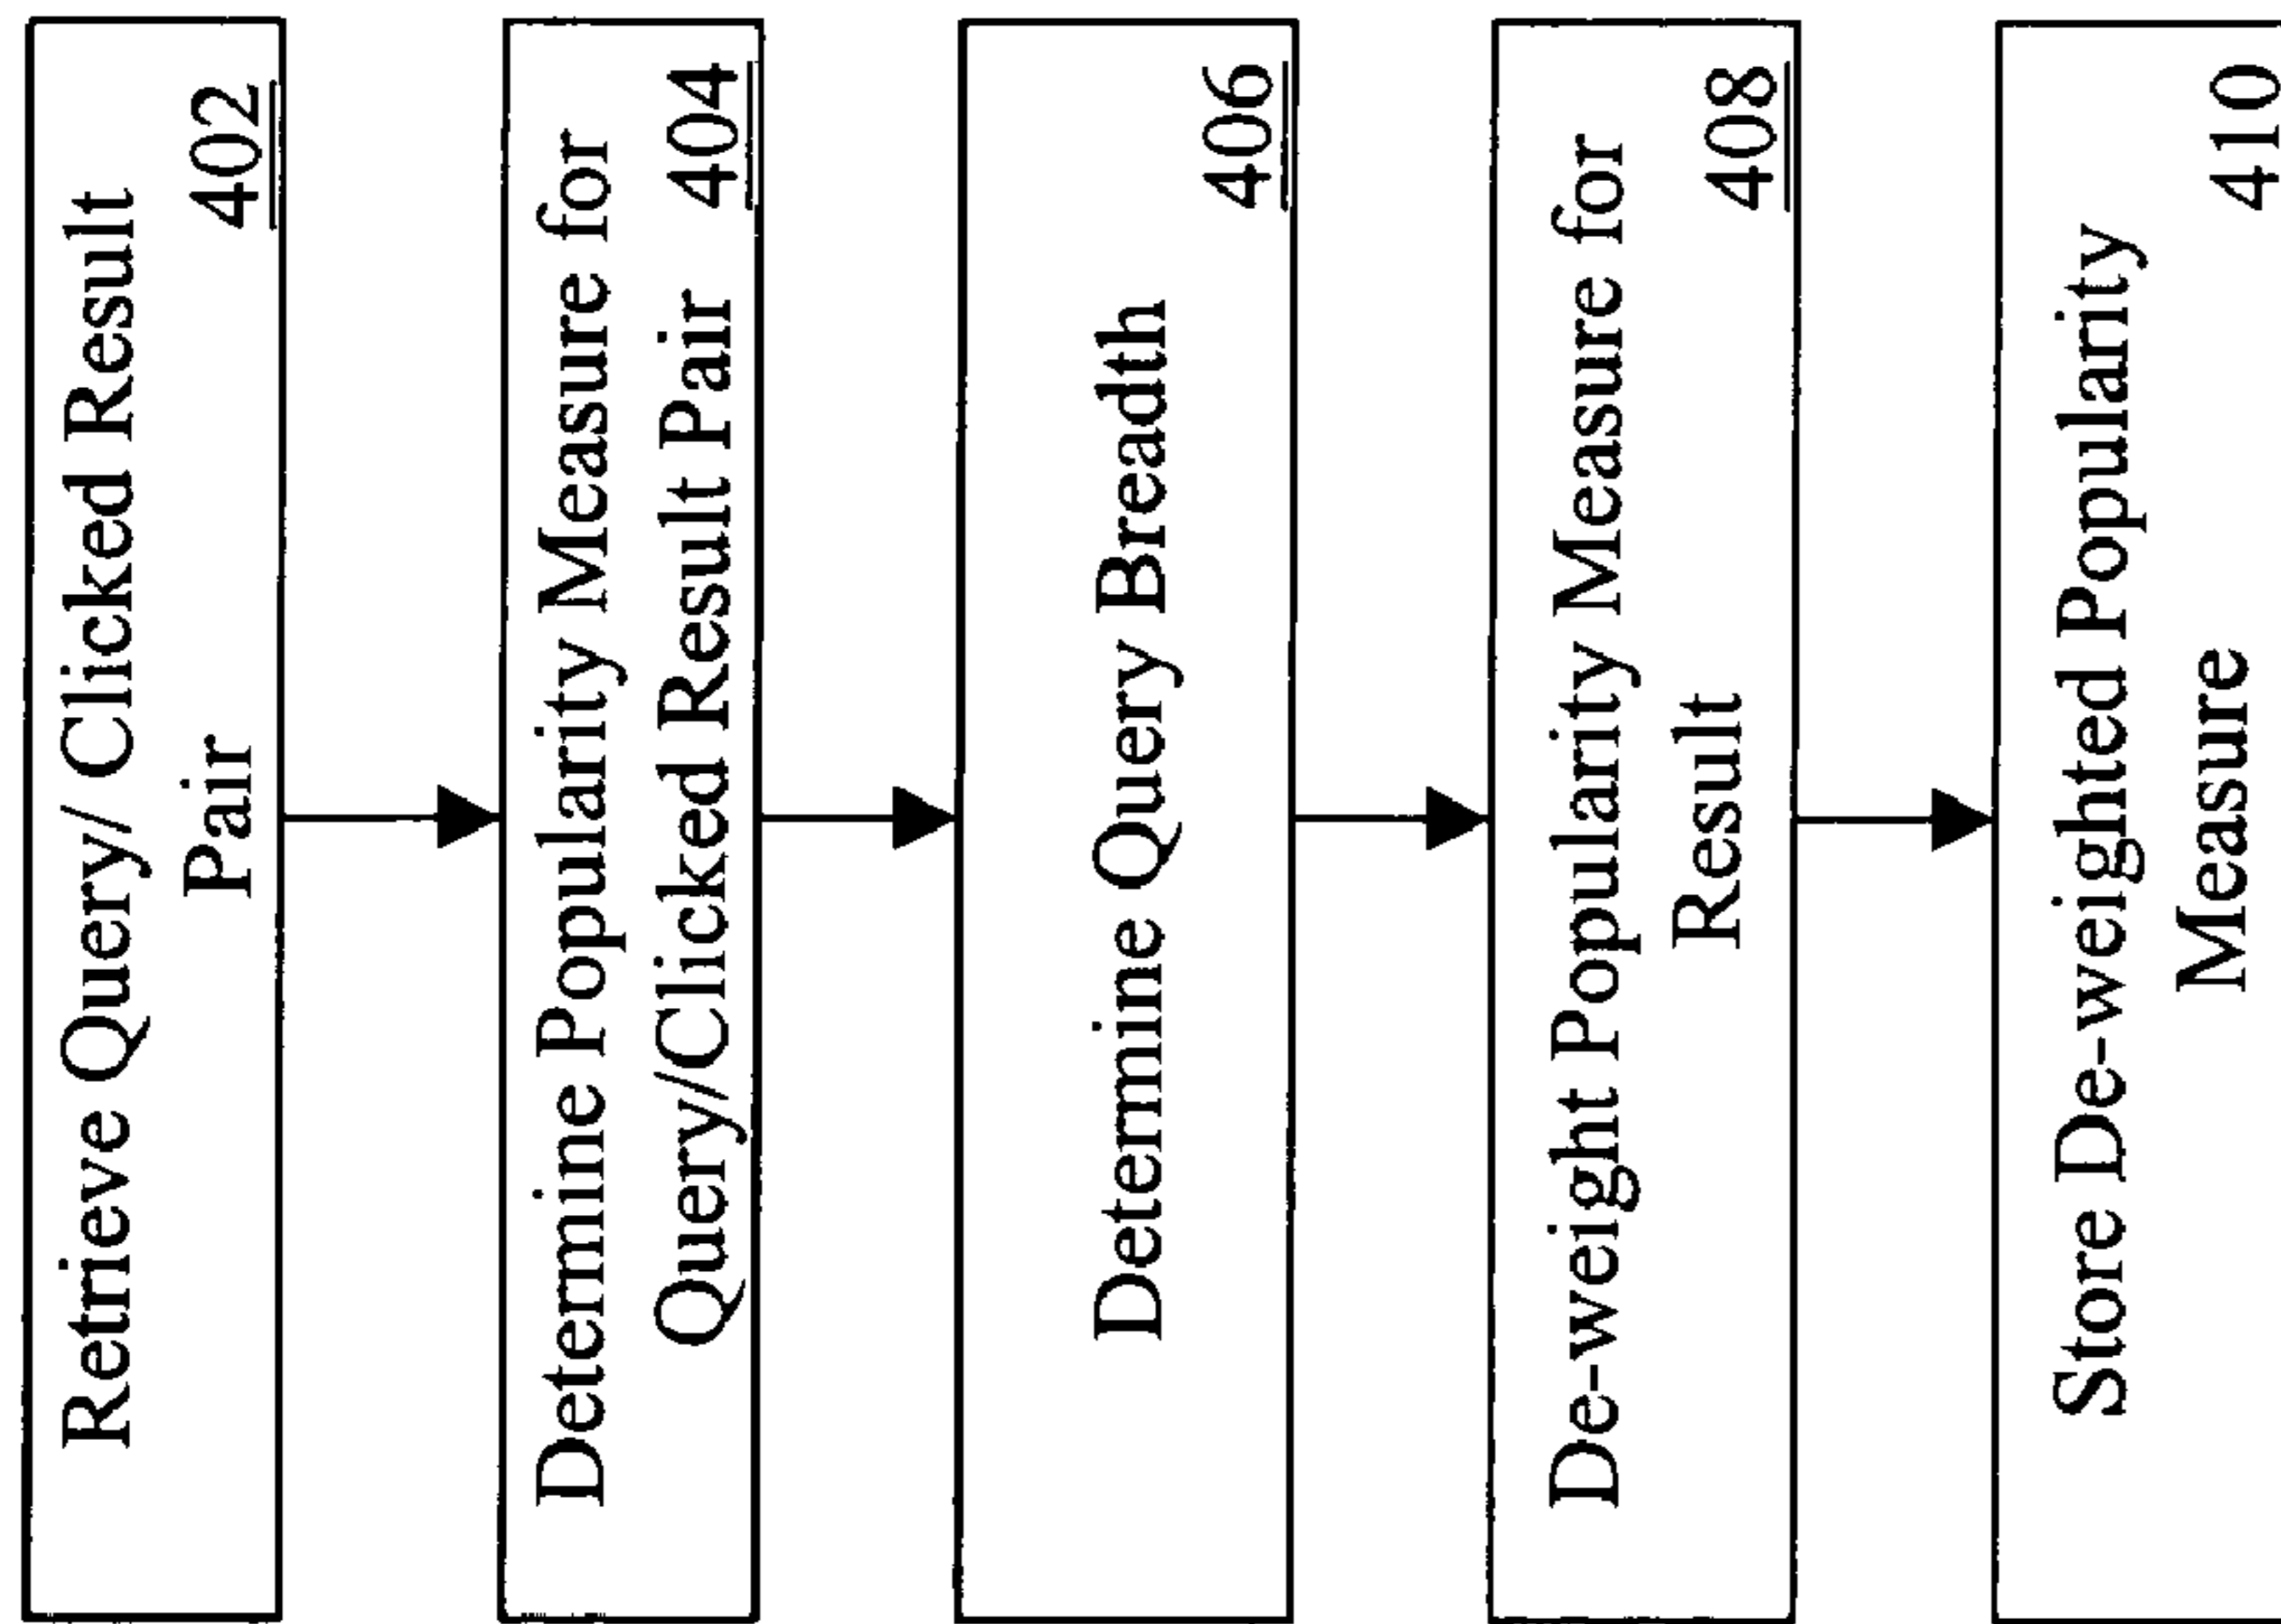 Retrieve Query/ Clicked Result
Pair
402
Determine Popularity Measure for
Query/Clicked Result Pair 404
Determine Query Breadth
406
De-weight Popularity Measure for
Result
408
Store De-weighted Popularity
Measure
410